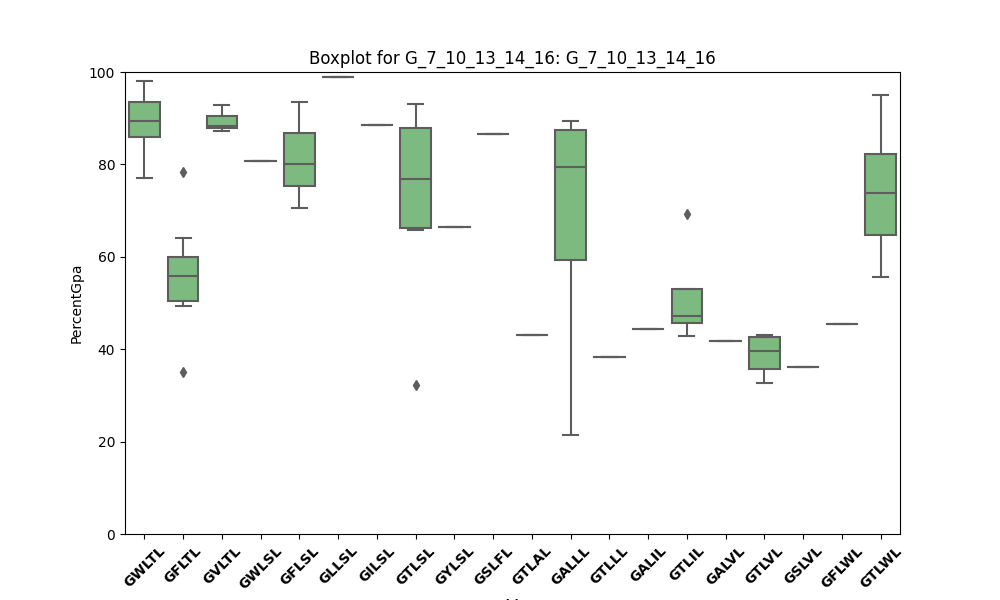 Boxplot for G_7_10_13_14_16: G_7_10_13_14_16
PercentGpa
100
80
60
40
20
0
GWLTL
GFLTL
GVLTL
GWLSL
GFLSL
GLLSL
GILSL
GTLSL
GYLSL
GSLFL
GTLAL
GALLL
GTLLL
GALIL
GTLIL
GALVL
GTLVL
GSLVL
GFLWL
GTLWL